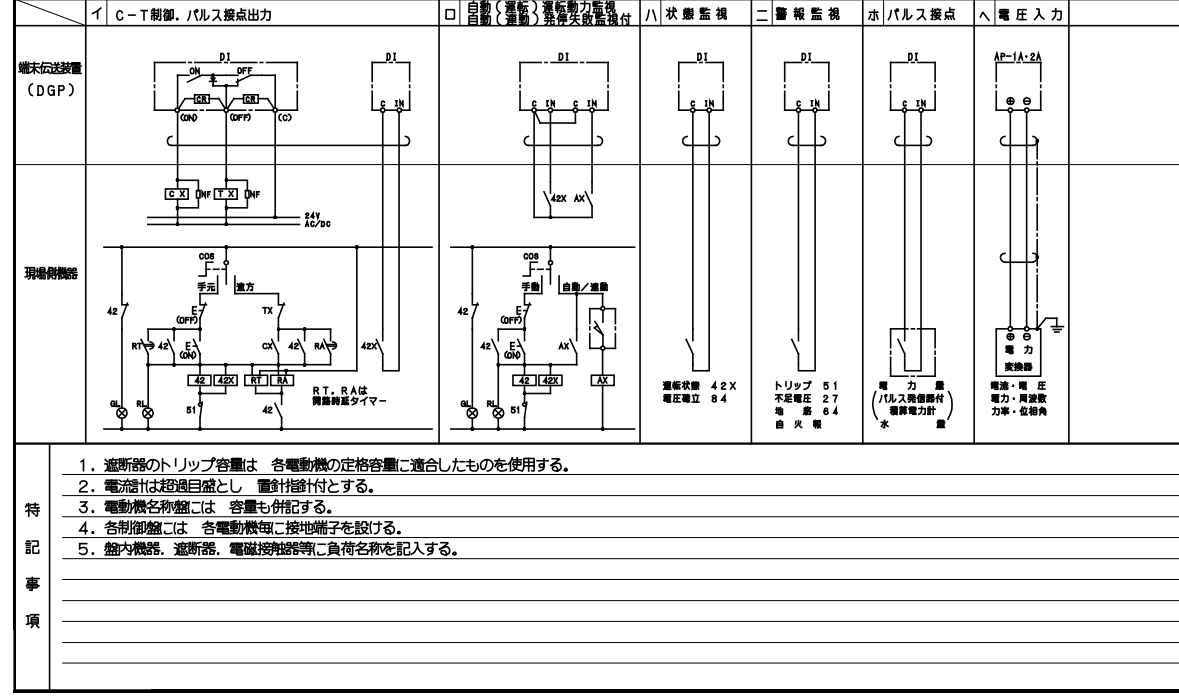 イ C－T制御．パルス接点出力
ロ 自動（運転）運転動力監視
自動（連動）発停失敗監視付
ハ 状態監視
ニ 警報監視
ホ パルス接点
ヘ 電圧入力
端末伝送装置
（DGP）
DI
ON OFF
CR CR
(ON) (OFF) (C)
DI
C IN
DI
C IN C IN
DI
C IN
DI
C IN
DI
C IN
AP-1A・2A
⊕ ⊖
CX NF TX NF
24V
AC/DC
42X AX
現場側機器
COS
手元 遠方
42
E
(OFF)
TX
RT 42 E
(ON)
CX 42 RA 42X
42 42X RT RA
RT，RAは
開路時延タイマー
GL RL 51 42
COS
手動 自動／連動
42
E
(OFF)
42 E
(ON)
AX
42 42X AX
GL RL 51
運転状態 42X
電圧確立 84
トリップ 51
不足電圧 27
地絡 64
自火報
電力量
（パルス発信器付
積算電力計）
水量
⊕ ⊖
電力
変換器
電流・電圧
電力・周波数
力率・位相角
特記事項
1．遮断器のトリップ容量は 各電動機の定格容量に適合したものを使用する。
2．電流計は超過目盛とし 置針指針付とする。
3．電動機名称盤には 容量も併記する。
4．各制御盤には 各電動機毎に接地端子を設ける。
5．盤内機器．遮断器．電磁接触器等に負荷名称を記入する。